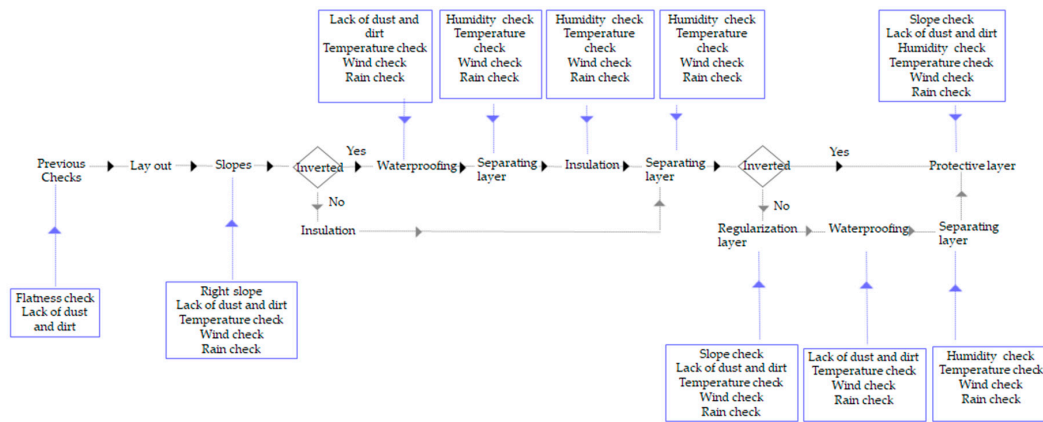 Lack of dust and
dirt
Temperature check
Wind check
Rain check
Humidity check
Temperature
check
Wind check
Rain check
Humidity check
Temperature
check
Wind check
Rain check
Humidity check
Temperature
check
Wind check
Rain check
Slope check
Lack of dust and dirt
Humidity check
Temperature check
Wind check
Rain check
Previous
Checks
Lay out
Slopes
Inverted
Yes
Waterproofing
Separating
layer
Insulation
Separating
layer
Inverted
Yes
Protective layer
No
Insulation
No
Regularization
layer
Waterproofing
Separating
layer
Flatness check
Lack of dust
and dirt
Right slope
Lack of dust and dirt
Temperature check
Wind check
Rain check
Slope check
Lack of dust and dirt
Temperature check
Wind check
Rain check
Lack of dust and dirt
Temperature check
Wind check
Rain check
Humidity check
Temperature check
Wind check
Rain check